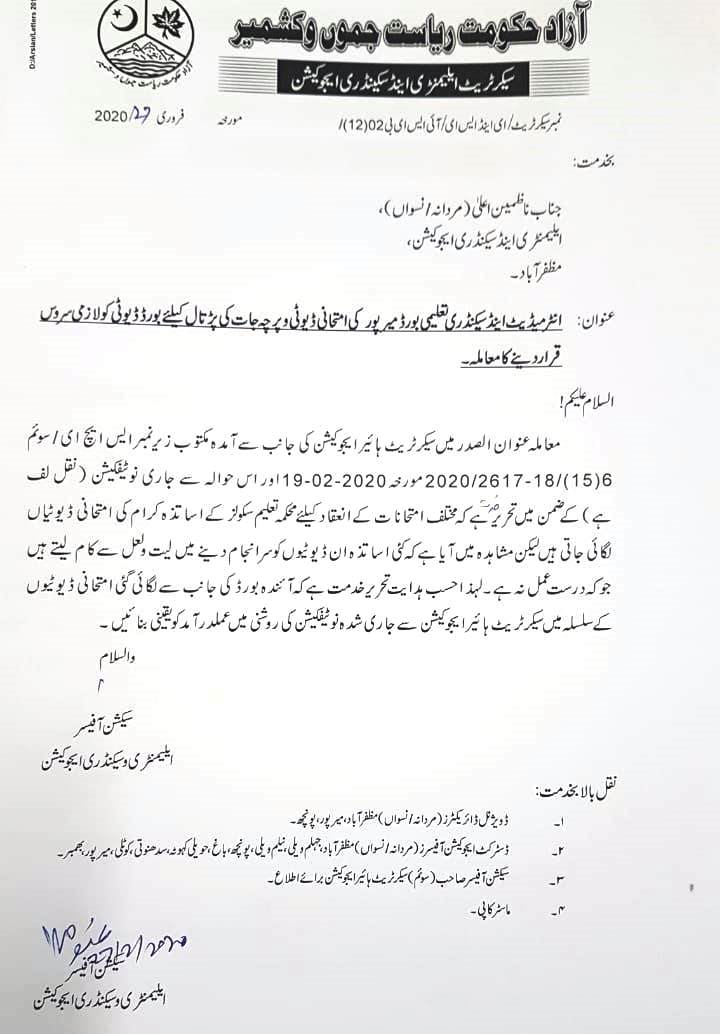 D:/Arslan/Letters 201
آزاد حکومت ریاست جموں وکشمیر
آزاد حکومت ریاست جموں وکشمیر
سیکرٹریٹ ایلیمنٹری اینڈ سیکینڈری ایجوکیشن
نمبر سیکرٹریٹ/ای اینڈ ایس ای/آئی ایس ای بی02(12)/ مورخہ 27 فروری/2020
بخدمت:
جناب ناظمین اعلیٰ (مردانہ/نسواں)،
ایلیمنٹری اینڈ سیکنڈری ایجوکیشن،
مظفرآباد۔
عنوان: انٹرمیڈیٹ اینڈ سیکنڈری تعلیمی بورڈ میرپور کی امتحانی ڈیوٹی و پرچہ جات کی پڑتال کیلئے بورڈ ڈیوٹی کو لازمی سروس
قرار دینے کا معاملہ۔
السلام علیکم!
معاملہ عنوان الصدر میں سیکرٹریٹ ہائیر ایجوکیشن کی جانب سے آمدہ مکتوب زیر نمبر ایس ایچ ای/سوئم
6(15)/2020/2617-18 مورخہ 2020-02-19 اور اس حوالہ سے جاری نوٹیفکیشن (نقل لف
ہے) کے ضمن میں تحریر ہے کہ مختلف امتحانات کے انعقاد کیلئے محکمہ تعلیم سکولز کے اساتذہ کرام کی امتحانی ڈیوٹیاں
لگائی جاتی ہیں لیکن مشاہدہ میں آیا ہے کہ کئی اساتذہ ان ڈیوٹیوں کو سرانجام دینے میں لیت ولعل سے کام لیتے ہیں
جو کہ درست عمل نہ ہے۔ لہذا حسب ہدایت تحریر خدمت ہے کہ آئندہ بورڈ کی جانب سے لگائی گئی امتحانی ڈیوٹیوں
کے سلسلہ میں سیکرٹریٹ ہائیر ایجوکیشن سے جاری شدہ نوٹیفکیشن کی روشنی میں عملدرآمد کو یقینی بنائیں۔
والسلام
سیکشن آفیسر
ایلیمنٹری و سیکنڈری ایجوکیشن
نقل بالا بخدمت:
۱۔ ڈویژنل ڈائریکٹرز (مردانہ/نسواں) مظفرآباد، میرپور، پونچھ۔
۲۔ ڈسٹرکٹ ایجوکیشن آفیسرز (مردانہ/نسواں) مظفرآباد، جہلم ویلی، نیلم ویلی، پونچھ، باغ، حویلی کہوٹہ، سدھنوتی، کوٹلی، میرپور، بھمبر۔
۳۔ سیکشن آفیسر صاحب (سوئم) سیکرٹریٹ ہائیر ایجوکیشن برائے اطلاع۔
۴۔ ماسٹر کاپی۔
سیکشن آفیسر
ایلیمنٹری و سیکنڈری ایجوکیشن